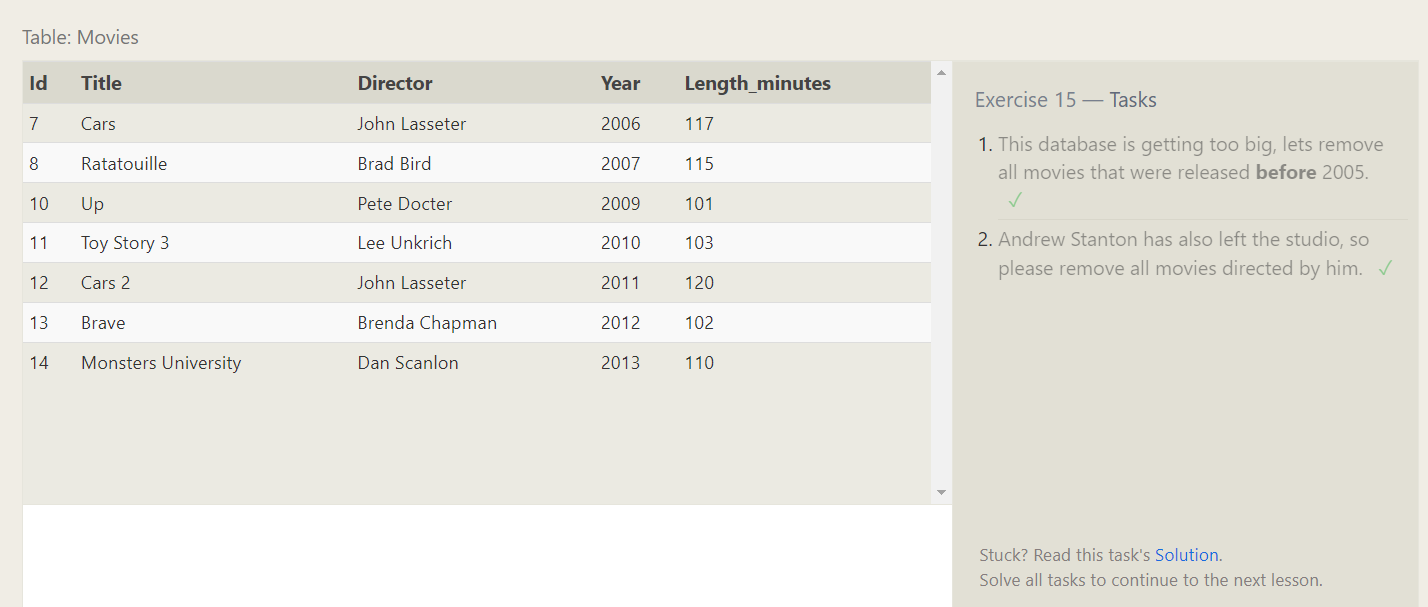 Table: Movies
Id Title Director Year Length_minutes
7 Cars John Lasseter 2006 117
8 Ratatouille Brad Bird 2007 115
10 Up Pete Docter 2009 101
11 Toy Story 3 Lee Unkrich 2010 103
12 Cars 2 John Lasseter 2011 120
13 Brave Brenda Chapman 2012 102
14 Monsters University Dan Scanlon 2013 110
Exercise 15 — Tasks
1. This database is getting too big, lets remove
all movies that were released before 2005.
✓
2. Andrew Stanton has also left the studio, so
please remove all movies directed by him. ✓
Stuck? Read this task's Solution.
Solve all tasks to continue to the next lesson.